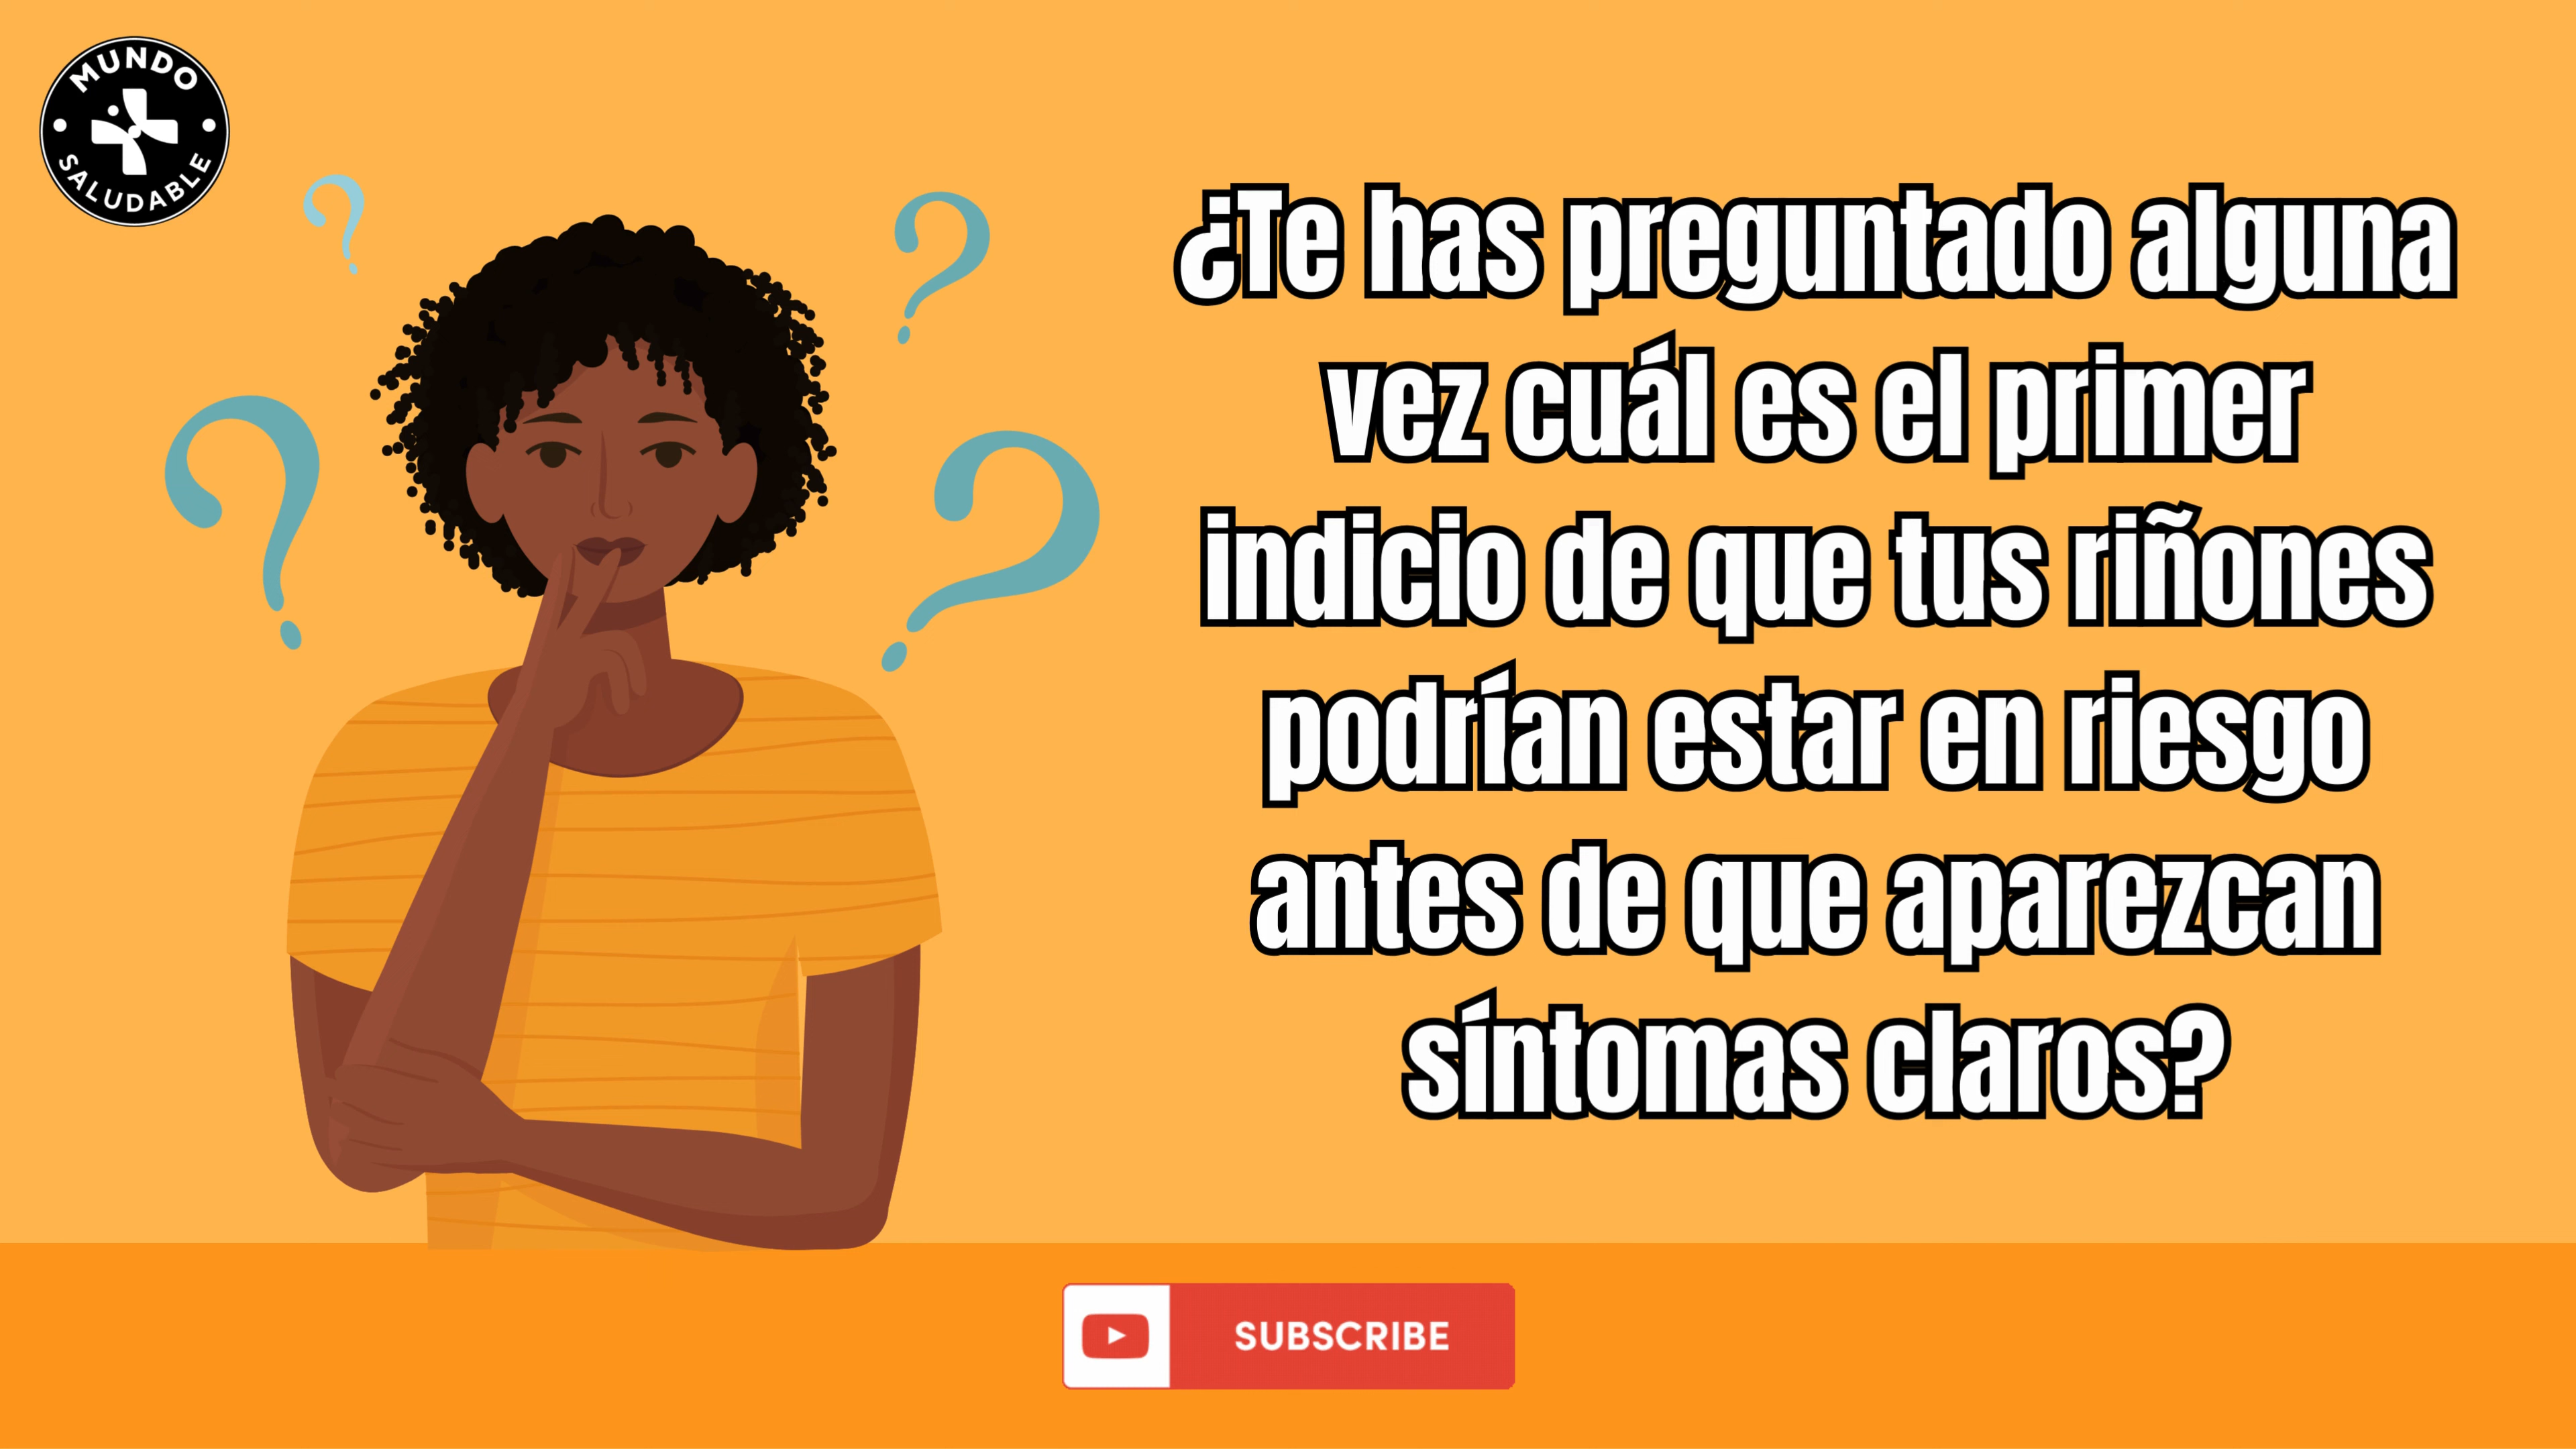 MUNDO
SALUDABLE
¿Te has preguntado alguna
vez cuál es el primer
indicio de que tus riñones
podrían estar en riesgo
antes de que aparezcan
síntomas claros?
SUBSCRIBE